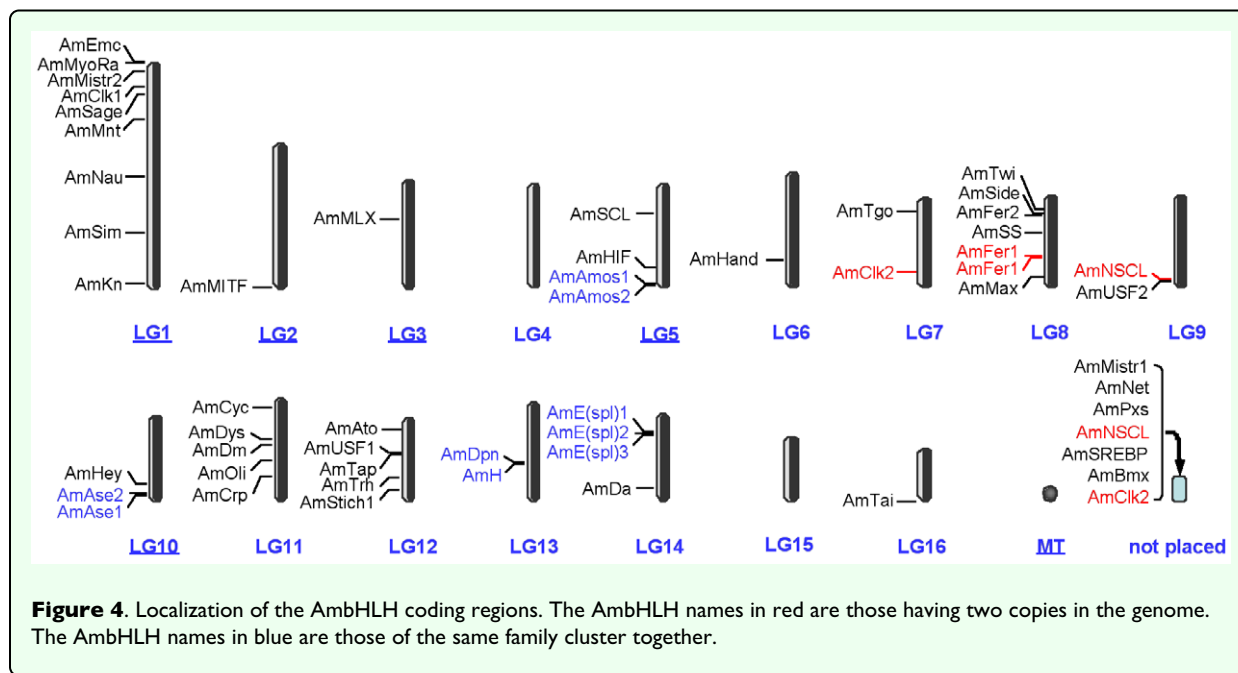 AmEmc
AmMyoRa
AmMistr2
AmClk1
AmSage
AmMnt
AmNau
AmSim
AmKn
LG1
AmMITF
LG2
AmMLX
LG3
LG4
AmSCL
AmHIF
AmAmos1
AmAmos2
LG5
AmHand
LG6
AmTgo
AmClk2
LG7
AmTwi
AmSide
AmFer2
AmSS
AmFer1
AmFer1
AmMax
LG8
AmNSCL
AmUSF2
LG9
AmHey
AmAse2
AmAse1
LG10
AmCyc
AmDys
AmDm
AmOli
AmCrp
LG11
AmAto
AmUSF1
AmTap
AmTrh
AmStich1
LG12
AmDpn
AmH
LG13
AmE(spl)1
AmE(spl)2
AmE(spl)3
AmDa
LG14
LG15
AmTai
LG16
MT
AmMistr1
AmNet
AmPxs
AmNSCL
AmSREBP
AmBmx
AmClk2
not placed
Figure 4. Localization of the AmbHLH coding regions. The AmbHLH names in red are those having two copies in the genome.
The AmbHLH names in blue are those of the same family cluster together.